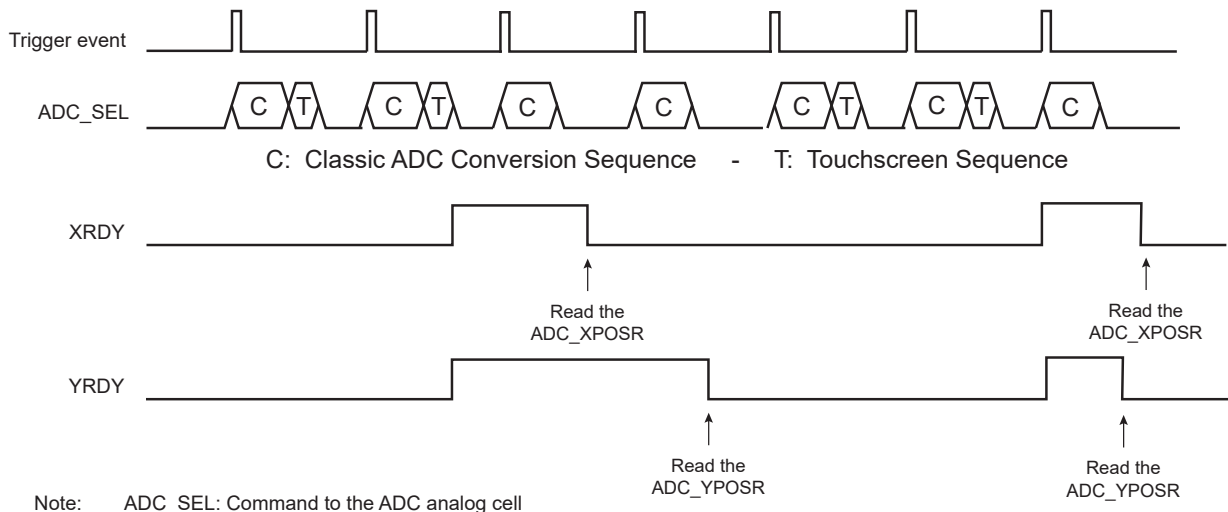 Trigger event
ADC_SEL
C T C T C C C T C T C
C: Classic ADC Conversion Sequence - T: Touchscreen Sequence
XRDY
Read the
ADC_XPOSR
Read the
ADC_XPOSR
YRDY
Read the
ADC_YPOSR
Read the
ADC_YPOSR
Note: ADC_SEL: Command to the ADC analog cell